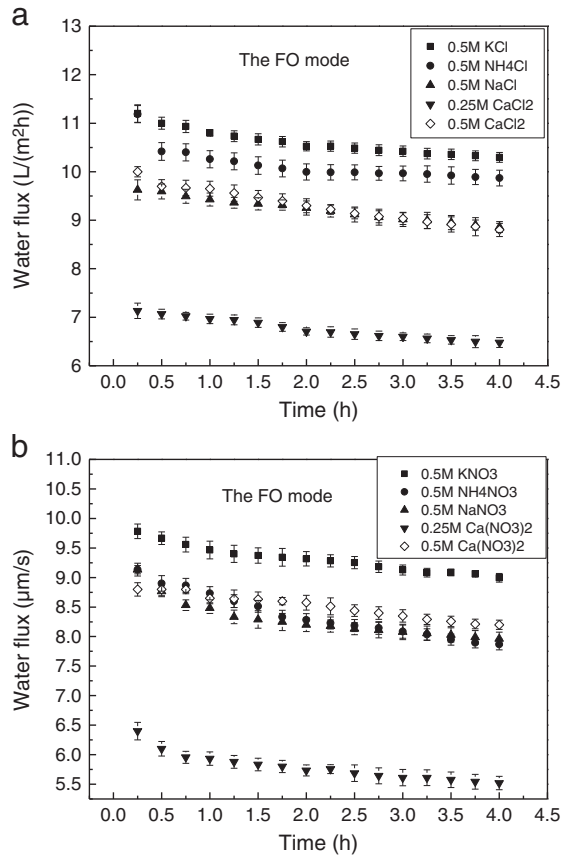 a
The FO mode
0.5M KCl
0.5M NH4Cl
0.5M NaCl
0.25M CaCl2
0.5M CaCl2
13
12
11
10
9
8
7
6
Water flux (L/(m²h))
0.0 0.5 1.0 1.5 2.0 2.5 3.0 3.5 4.0 4.5
Time (h)
b
The FO mode
0.5M KNO3
0.5M NH4NO3
0.5M NaNO3
0.25M Ca(NO3)2
0.5M Ca(NO3)2
11.0
10.5
10.0
9.5
9.0
8.5
8.0
7.5
6.5
6.0
5.5
Water flux (µm/s)
0.0 0.5 1.0 1.5 2.0 2.5 3.0 3.5 4.0 4.5
Time (h)